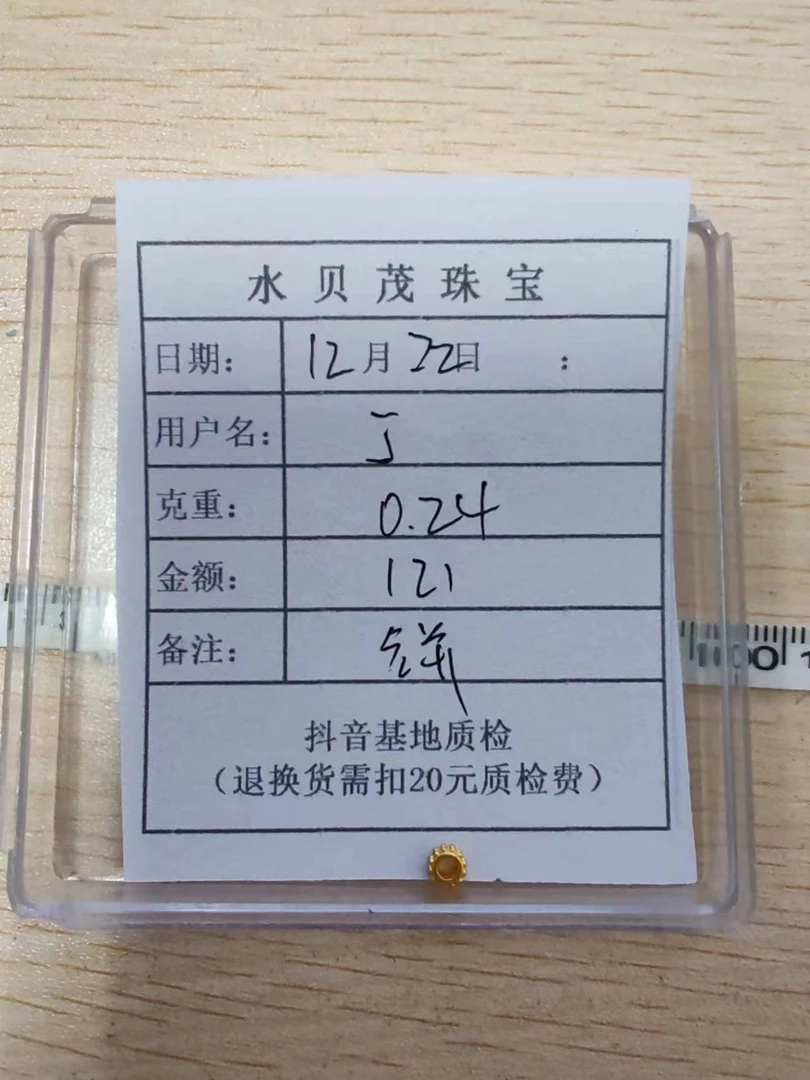 水贝茂珠宝
日期: 12月22日 :
用户名:
克重: 0.24
金额: 121
备注:
抖音基地质检
(退换货需扣20元质检费)
100